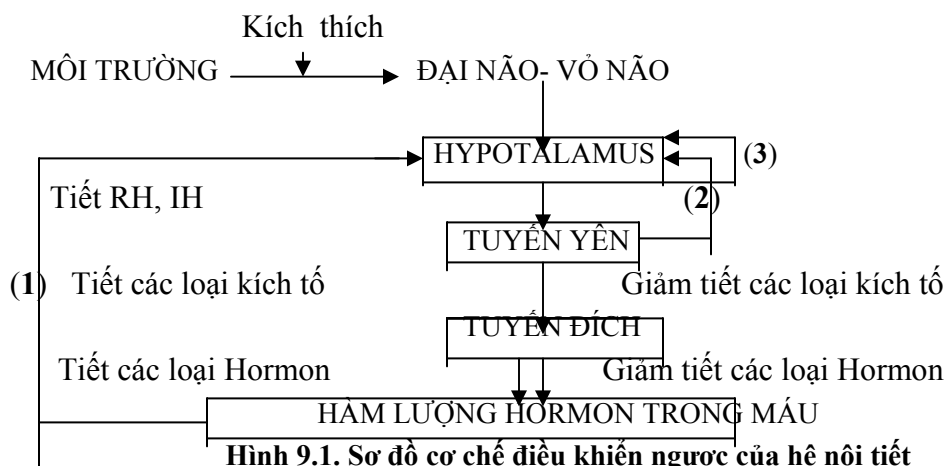 Kích thích
MÔI TRƯỜNG ĐẠI NÃO- VỎ NÃO
HYPOTALAMUS (3)
Tiết RH, IH (2)
TUYẾN YÊN
(1) Tiết các loại kích tố Giảm tiết các loại kích tố
TUYẾN ĐÍCH
Tiết các loại Hormon Giảm tiết các loại Hormon
HÀM LƯỢNG HORMON TRONG MÁU
Hình 9.1. Sơ đồ cơ chế điều khiển ngược của hệ nội tiết